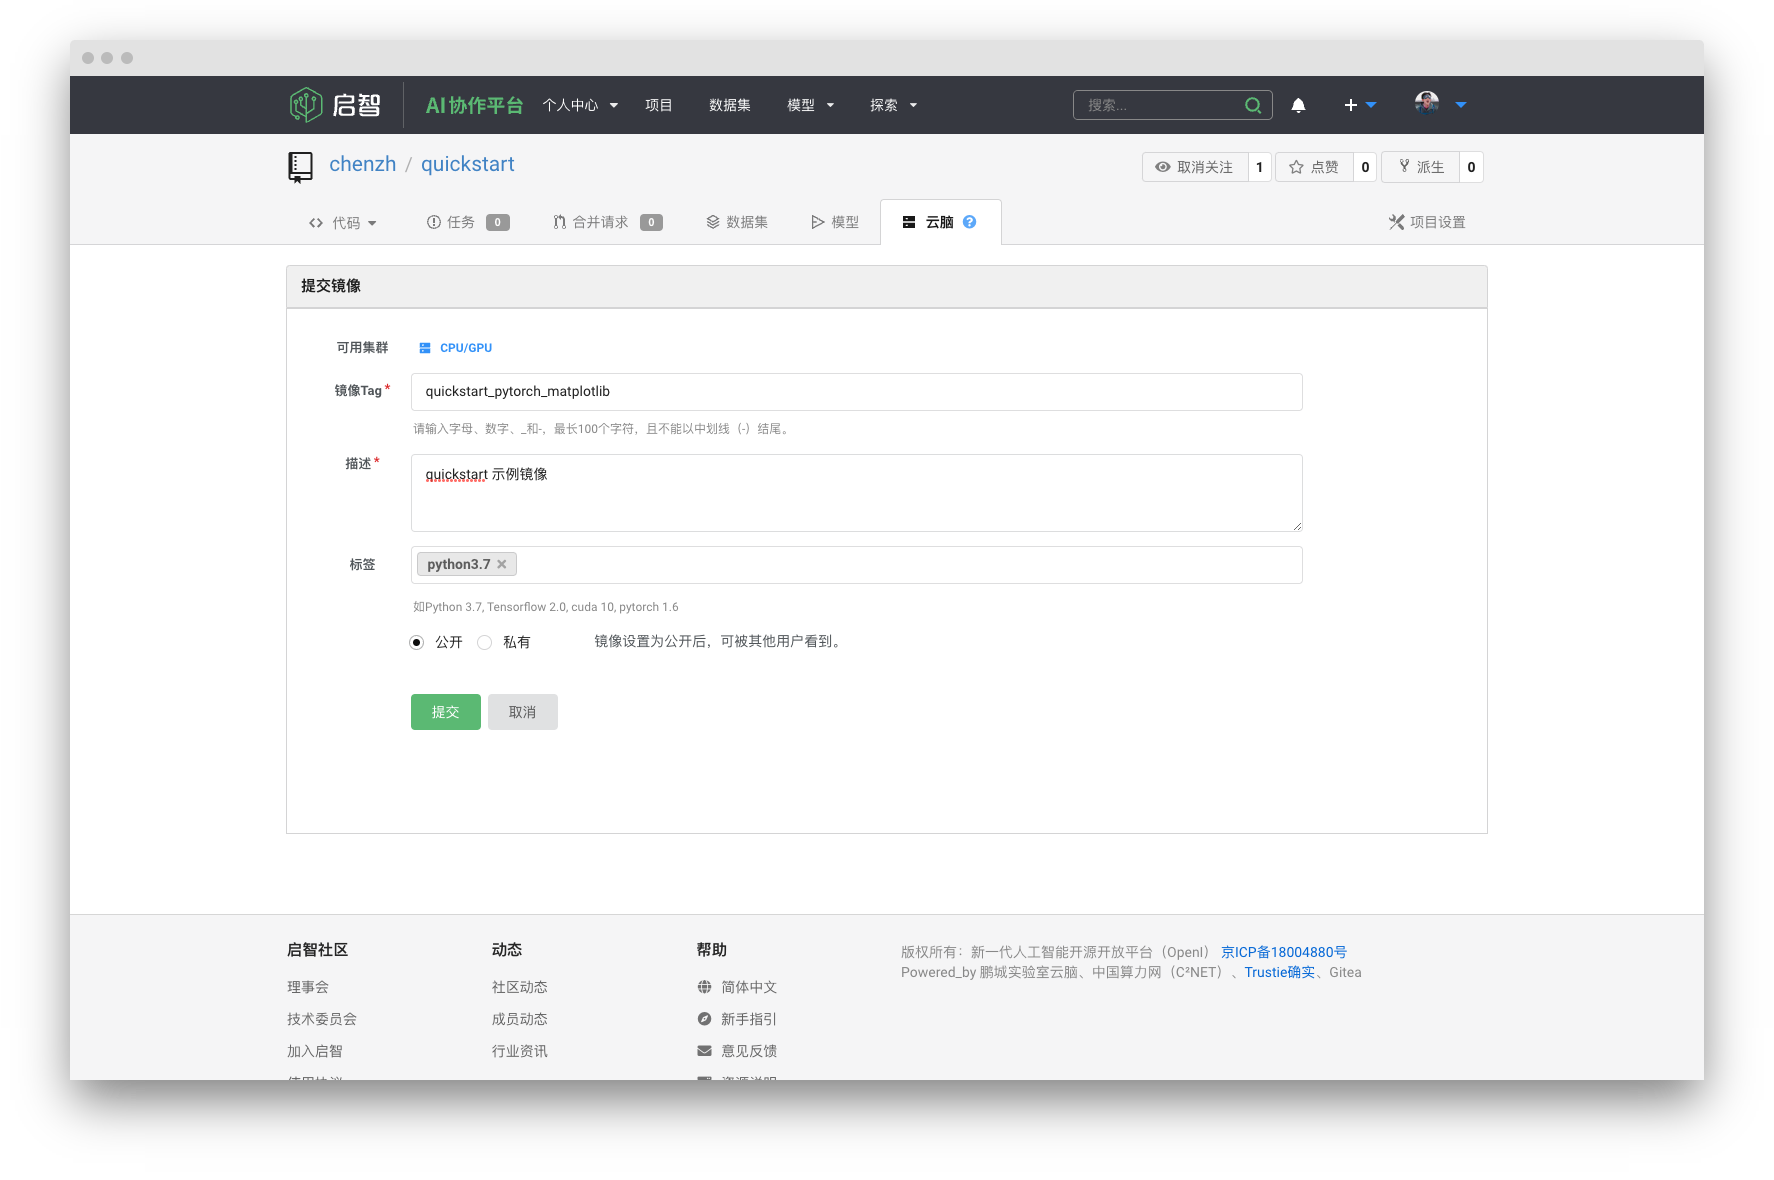 启智 AI协作平台 个人中心 项目 数据集 模型 探索 搜索...
chenzh / quickstart 取消关注 1 点赞 0 派生 0
代码 任务 0 合并请求 0 数据集 模型 云脑 ? 项目设置
提交镜像
可用集群 CPU/GPU
镜像Tag* quickstart_pytorch_matplotlib
请输入字母、数字、_和-，最长100个字符，且不能以中划线（-）结尾。
描述* quickstart 示例镜像
标签 python3.7
如Python 3.7, Tensorflow 2.0, cuda 10, pytorch 1.6
公开 私有 镜像设置为公开后，可被其他用户看到。
提交 取消
启智社区
理事会
技术委员会
加入启智
使用协议
动态
社区动态
成员动态
行业资讯
帮助
简体中文
新手指引
意见反馈
资源说明
版权所有：新一代人工智能开源开放平台（OpenI） 京ICP备18004880号
Powered_by 鹏城实验室云脑、中国算力网（C²NET）、Trustie确实、Gitea